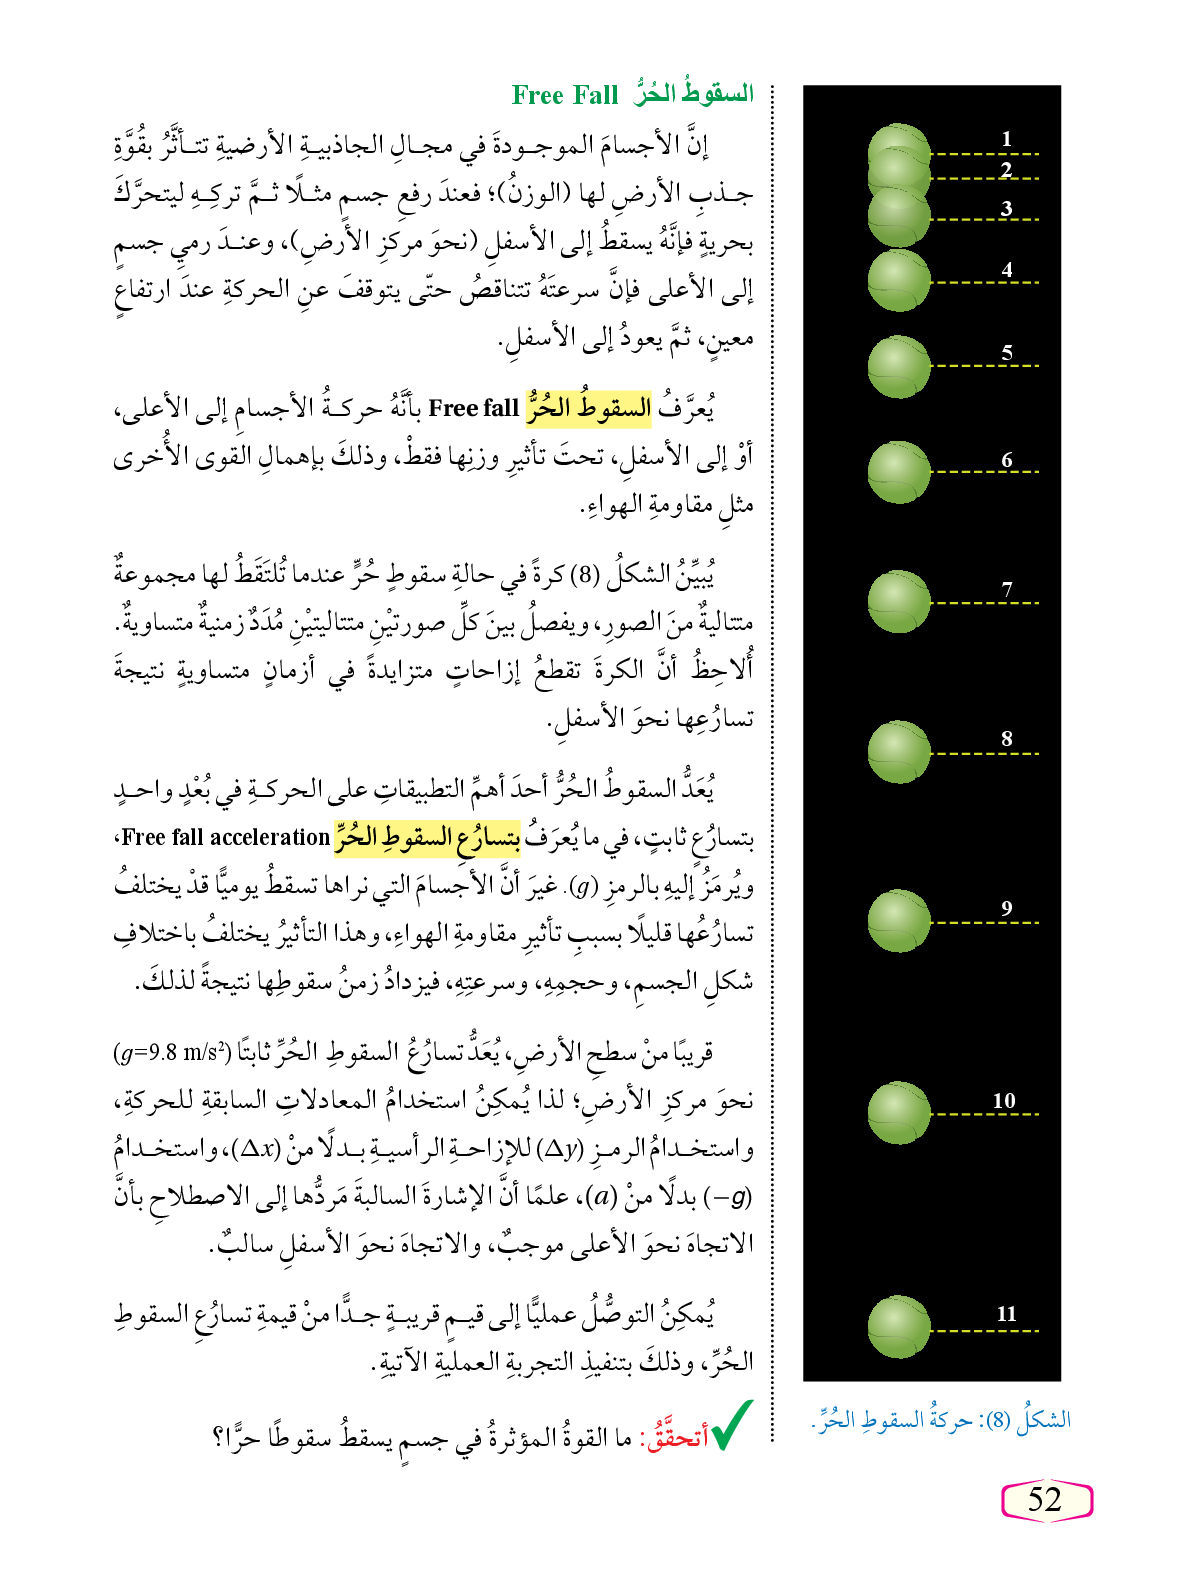 السقوطُ الحُرُّ Free Fall
إنَّ الأجسامَ الموجودةَ في مجالِ الجاذبيةِ الأرضيةِ تتأثَّرُ بقُوَّةِ
جذبِ الأرضِ لها (الوزنُ)؛ فعندَ رفعِ جسمٍ مثلًا ثمَّ تركِهِ ليتحرَّكَ
بحريةٍ فإنَّهُ يسقطُ إلى الأسفلِ (نحوَ مركزِ الأرضِ)، وعندَ رميِ جسمٍ
إلى الأعلى فإنَّ سرعتَهُ تتناقصُ حتّى يتوقفَ عنِ الحركةِ عندَ ارتفاعٍ
معينٍ، ثمَّ يعودُ إلى الأسفلِ.
يُعرَّفُ السقوطُ الحُرُّ Free fall بأنَّهُ حركةُ الأجسامِ إلى الأعلى،
أوْ إلى الأسفلِ، تحتَ تأثيرِ وزنِها فقطْ، وذلكَ بإهمالِ القوى الأُخرى
مثلِ مقاومةِ الهواءِ.
يُبيِّنُ الشكلُ (8) كرةً في حالةِ سقوطٍ حُرٍّ عندما تُلتَقَطُ لها مجموعةٌ
متتاليةٌ منَ الصورِ، ويفصلُ بينَ كلِّ صورتيْنِ متتاليتيْنِ مُدَدٌ زمنيةٌ متساويةٌ.
أُلاحِظُ أنَّ الكرةَ تقطعُ إزاحاتٍ متزايدةً في أزمانٍ متساويةٍ نتيجةَ
تسارُعِها نحوَ الأسفلِ.
يُعَدُّ السقوطُ الحُرُّ أحدَ أهمِّ التطبيقاتِ على الحركةِ في بُعْدٍ واحدٍ
بتسارُعٍ ثابتٍ، في ما يُعرَفُ بتسارُعِ السقوطِ الحُرِّ Free fall acceleration،
ويُرمَزُ إليهِ بالرمزِ (g). غيرَ أنَّ الأجسامَ التي نراها تسقطُ يوميًّا قدْ يختلفُ
تسارُعُها قليلًا بسببِ تأثيرِ مقاومةِ الهواءِ، وهذا التأثيرُ يختلفُ باختلافِ
شكلِ الجسمِ، وحجمِهِ، وسرعتِهِ، فيزدادُ زمنُ سقوطِها نتيجةً لذلكَ.
قريبًا منْ سطحِ الأرضِ، يُعَدُّ تسارُعُ السقوطِ الحُرِّ ثابتًا (g=9.8 m/s²)
نحوَ مركزِ الأرضِ؛ لذا يُمكِنُ استخدامُ المعادلاتِ السابقةِ للحركةِ،
واستخدامُ الرمزِ (Δy) للإزاحةِ الرأسيةِ بدلًا منْ (Δx)، واستخدامُ
(–g) بدلًا منْ (a)، علمًا أنَّ الإشارةَ السالبةَ مَردُّها إلى الاصطلاحِ بأنَّ
الاتجاهَ نحوَ الأعلى موجبٌ، والاتجاهَ نحوَ الأسفلِ سالبٌ.
يُمكِنُ التوصُّلُ عمليًّا إلى قيمٍ قريبةٍ جدًّا منْ قيمةِ تسارُعِ السقوطِ
الحُرِّ، وذلكَ بتنفيذِ التجربةِ العمليةِ الآتيةِ.
أتحقَّقُ: ما القوةُ المؤثرةُ في جسمٍ يسقطُ سقوطًا حرًّا؟
1
2
3
4
5
6
7
8
9
10
11
الشكلُ (8): حركةُ السقوطِ الحُرِّ.
52